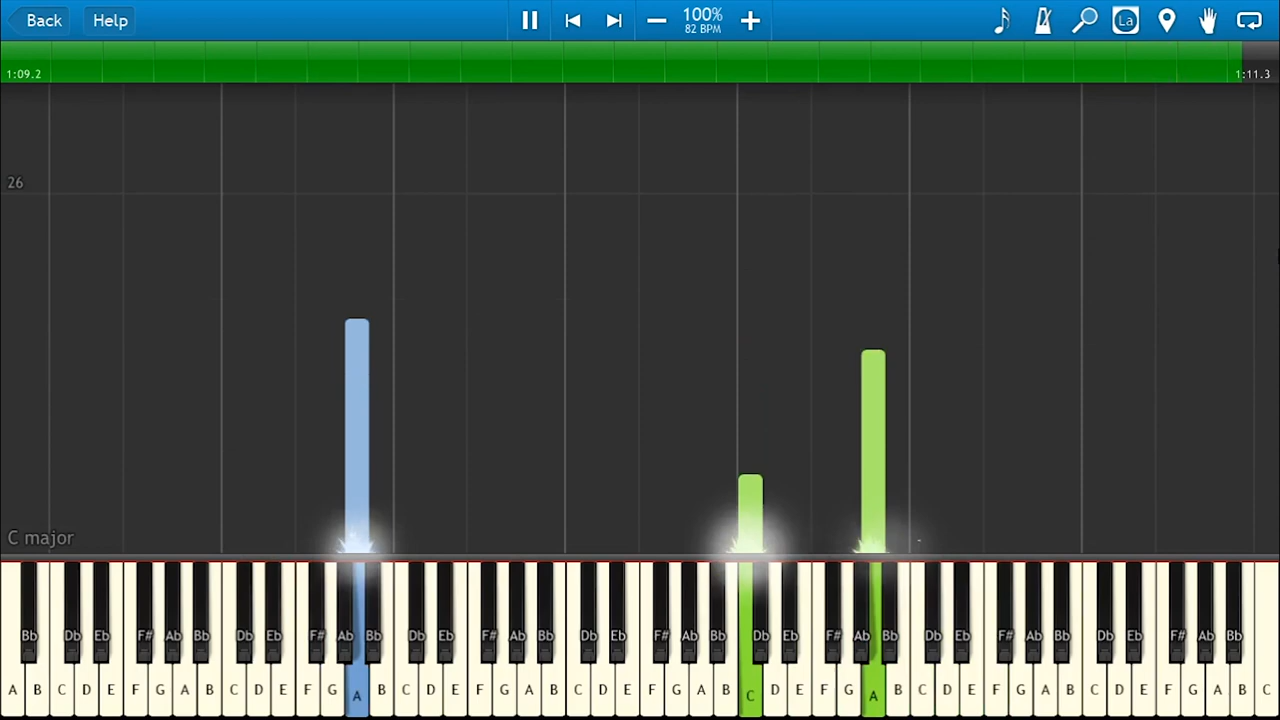 Back Help 100% La
82 BPM
1:09.2 1:11.3
26
C major
Bb Db Eb F# Ab Bb Db Eb F# Ab Bb Db Eb F# Ab Bb Db Eb F# Ab Bb Db Eb F# Ab Bb Db Eb F# Ab Bb Db Eb F# Ab Bb
A B C D E F G A B C D E F G A B C D E F G A B C D E F G A B C D E F G A B C D E F G A B C D E F G A B C